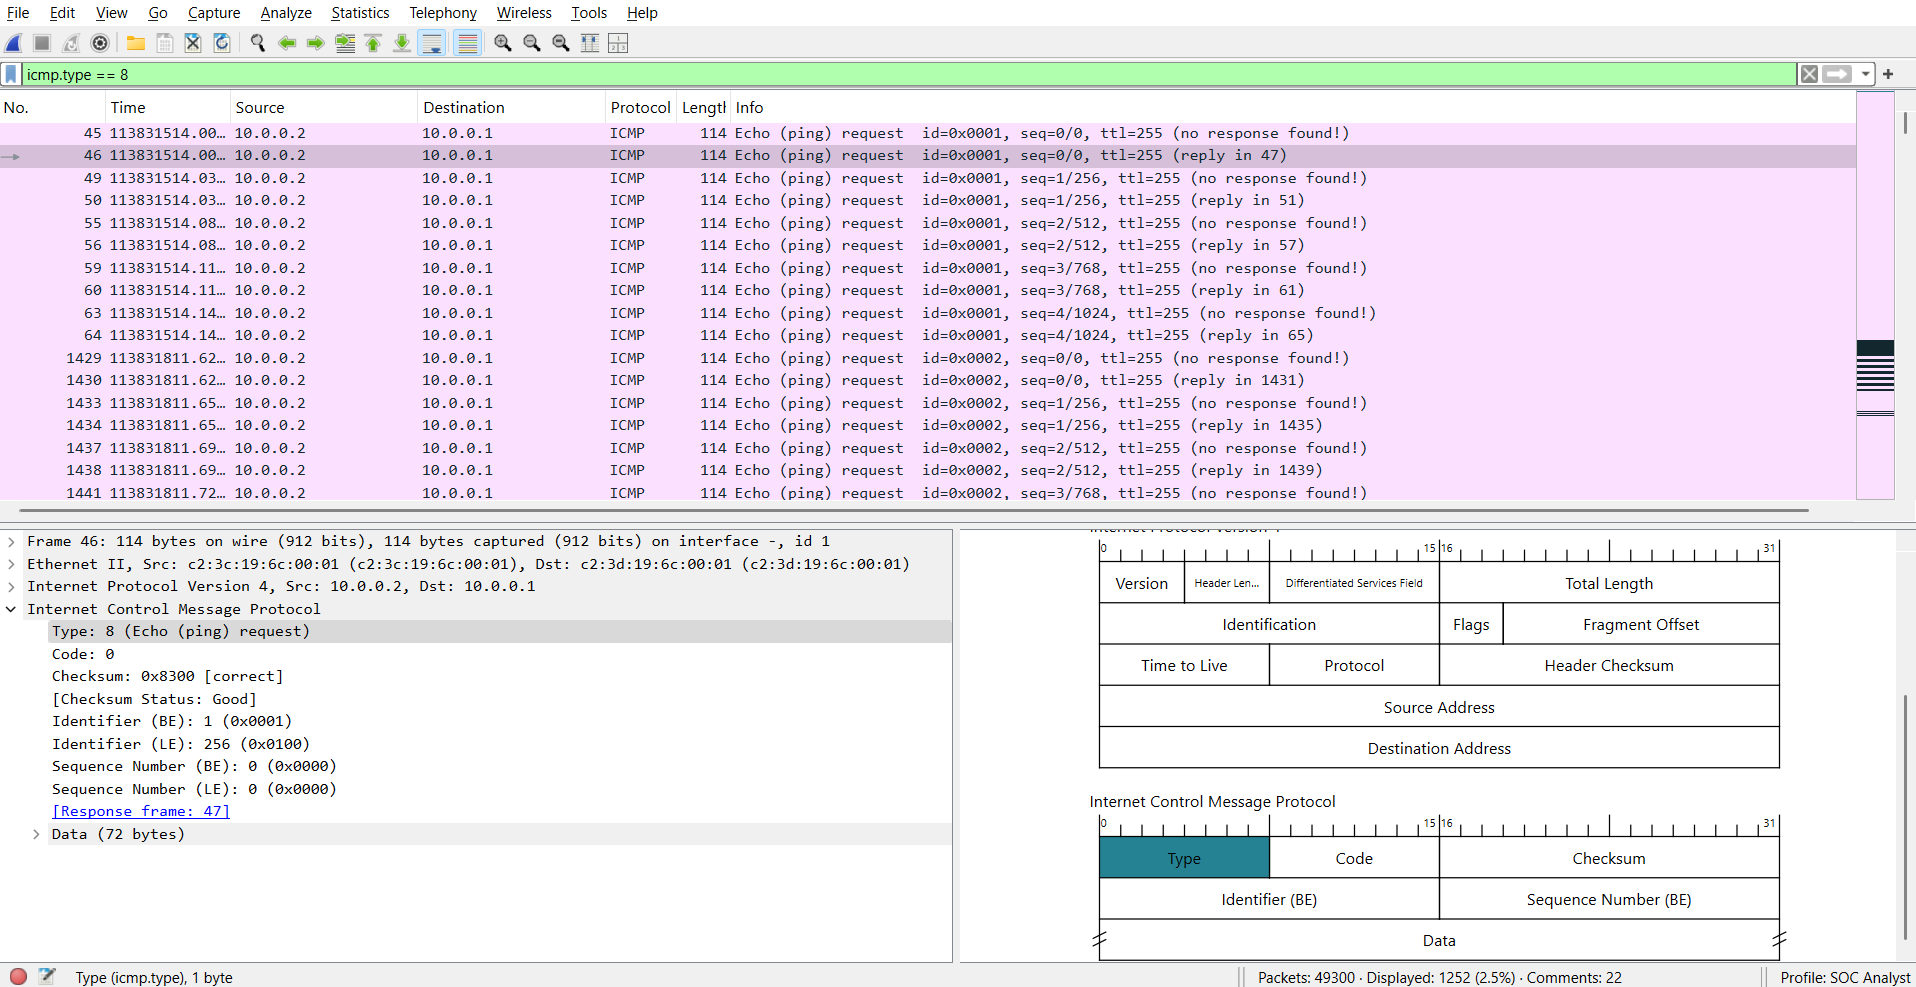 File Edit View Go Capture Analyze Statistics Telephony Wireless Tools Help
icmp.type == 8
No. Time Source Destination Protocol Length Info
45 113831514.00… 10.0.0.2 10.0.0.1 ICMP 114 Echo (ping) request id=0x0001, seq=0/0, ttl=255 (no response found!)
46 113831514.00… 10.0.0.2 10.0.0.1 ICMP 114 Echo (ping) request id=0x0001, seq=0/0, ttl=255 (reply in 47)
49 113831514.03… 10.0.0.2 10.0.0.1 ICMP 114 Echo (ping) request id=0x0001, seq=1/256, ttl=255 (no response found!)
50 113831514.03… 10.0.0.2 10.0.0.1 ICMP 114 Echo (ping) request id=0x0001, seq=1/256, ttl=255 (reply in 51)
55 113831514.08… 10.0.0.2 10.0.0.1 ICMP 114 Echo (ping) request id=0x0001, seq=2/512, ttl=255 (no response found!)
56 113831514.08… 10.0.0.2 10.0.0.1 ICMP 114 Echo (ping) request id=0x0001, seq=2/512, ttl=255 (reply in 57)
59 113831514.11… 10.0.0.2 10.0.0.1 ICMP 114 Echo (ping) request id=0x0001, seq=3/768, ttl=255 (no response found!)
60 113831514.11… 10.0.0.2 10.0.0.1 ICMP 114 Echo (ping) request id=0x0001, seq=3/768, ttl=255 (reply in 61)
63 113831514.14… 10.0.0.2 10.0.0.1 ICMP 114 Echo (ping) request id=0x0001, seq=4/1024, ttl=255 (no response found!)
64 113831514.14… 10.0.0.2 10.0.0.1 ICMP 114 Echo (ping) request id=0x0001, seq=4/1024, ttl=255 (reply in 65)
1429 113831811.62… 10.0.0.2 10.0.0.1 ICMP 114 Echo (ping) request id=0x0002, seq=0/0, ttl=255 (no response found!)
1430 113831811.62… 10.0.0.2 10.0.0.1 ICMP 114 Echo (ping) request id=0x0002, seq=0/0, ttl=255 (reply in 1431)
1433 113831811.65… 10.0.0.2 10.0.0.1 ICMP 114 Echo (ping) request id=0x0002, seq=1/256, ttl=255 (no response found!)
1434 113831811.65… 10.0.0.2 10.0.0.1 ICMP 114 Echo (ping) request id=0x0002, seq=1/256, ttl=255 (reply in 1435)
1437 113831811.69… 10.0.0.2 10.0.0.1 ICMP 114 Echo (ping) request id=0x0002, seq=2/512, ttl=255 (no response found!)
1438 113831811.69… 10.0.0.2 10.0.0.1 ICMP 114 Echo (ping) request id=0x0002, seq=2/512, ttl=255 (reply in 1439)
1441 113831811.72… 10.0.0.2 10.0.0.1 ICMP 114 Echo (ping) request id=0x0002, seq=3/768, ttl=255 (no response found!)
Frame 46: 114 bytes on wire (912 bits), 114 bytes captured (912 bits) on interface -, id 1
Ethernet II, Src: c2:3c:19:6c:00:01 (c2:3c:19:6c:00:01), Dst: c2:3d:19:6c:00:01 (c2:3d:19:6c:00:01)
Internet Protocol Version 4, Src: 10.0.0.2, Dst: 10.0.0.1
Internet Control Message Protocol
Type: 8 (Echo (ping) request)
Code: 0
Checksum: 0x8300 [correct]
[Checksum Status: Good]
Identifier (BE): 1 (0x0001)
Identifier (LE): 256 (0x0100)
Sequence Number (BE): 0 (0x0000)
Sequence Number (LE): 0 (0x0000)
[Response frame: 47]
Data (72 bytes)
0 15 16 31
Version Header Len… Differentiated Services Field Total Length
Identification Flags Fragment Offset
Time to Live Protocol Header Checksum
Source Address
Destination Address
Internet Control Message Protocol
0 15 16 31
Type Code Checksum
Identifier (BE) Sequence Number (BE)
Data
Type (icmp.type), 1 byte Packets: 49300 · Displayed: 1252 (2.5%) · Comments: 22 Profile: SOC Analyst